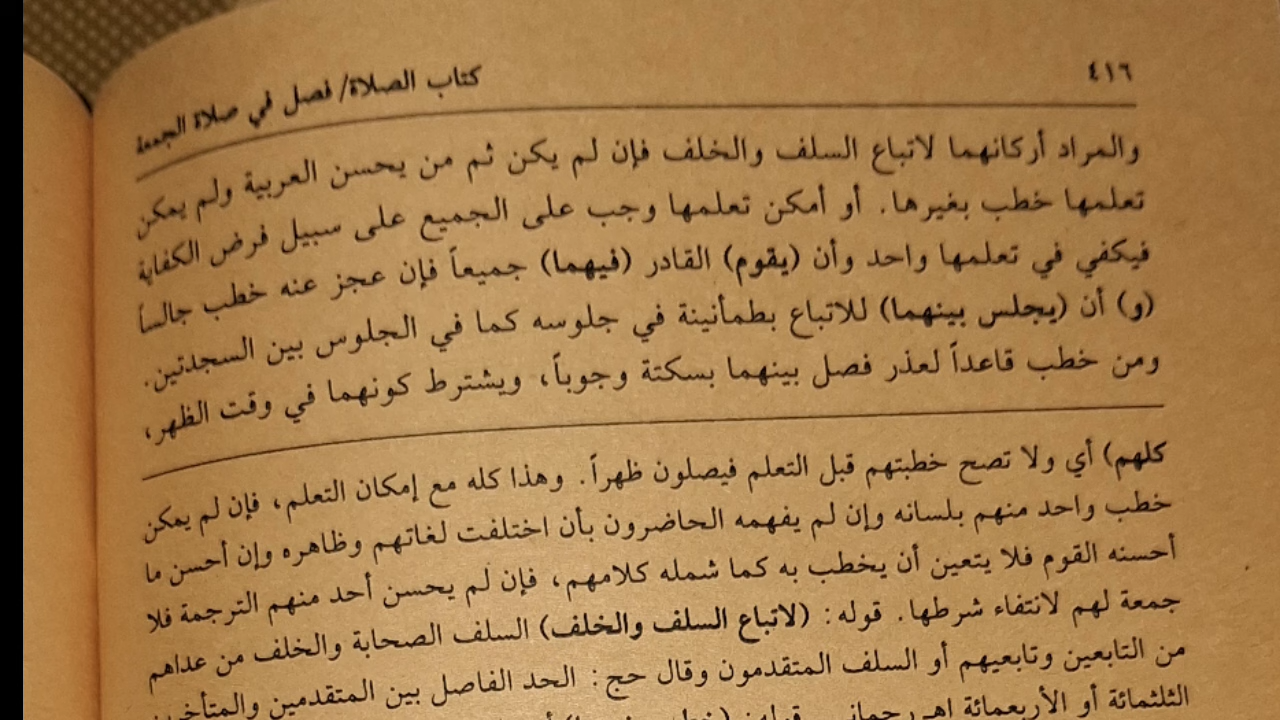 ٤١٦
كتاب الصلاة/ فصل في صلاة الجمعة
والمراد أركانهما لاتباع السلف والخلف فإن لم يكن ثم من يحسن العربية ولم يمكن
تعلمها خطب بغيرها. أو أمكن تعلمها وجب على الجميع على سبيل فرض الكفاية
فيكفي في تعلمها واحد وأن (يقوم) القادر (فيهما) جميعاً فإن عجز عنه خطب جالساً
(و) أن (يجلس بينهما) للاتباع بطمأنينة في جلوسه كما في الجلوس بين السجدتين.
ومن خطب قاعداً لعذر فصل بينهما بسكتة وجوباً، ويشترط كونهما في وقت الظهر،
كلهم) أي ولا تصح خطبتهم قبل التعلم فيصلون ظهراً. وهذا كله مع إمكان التعلم، فإن لم يمكن
خطب واحد منهم بلسانه وإن لم يفهمه الحاضرون بأن اختلفت لغاتهم وظاهره وإن أحسن ما
أحسنه القوم فلا يتعين أن يخطب به كما شمله كلامهم، فإن لم يحسن أحد منهم الترجمة فلا
جمعة لهم لانتفاء شرطها. قوله: (لاتباع السلف والخلف) السلف الصحابة والخلف من عداهم
من التابعين وتابعيهم أو السلف المتقدمون وقال حج: الحد الفاصل بين المتقدمين والمتأخرين
الثلثمائة أو الأربعمائة اهـ رحماني. قوله: